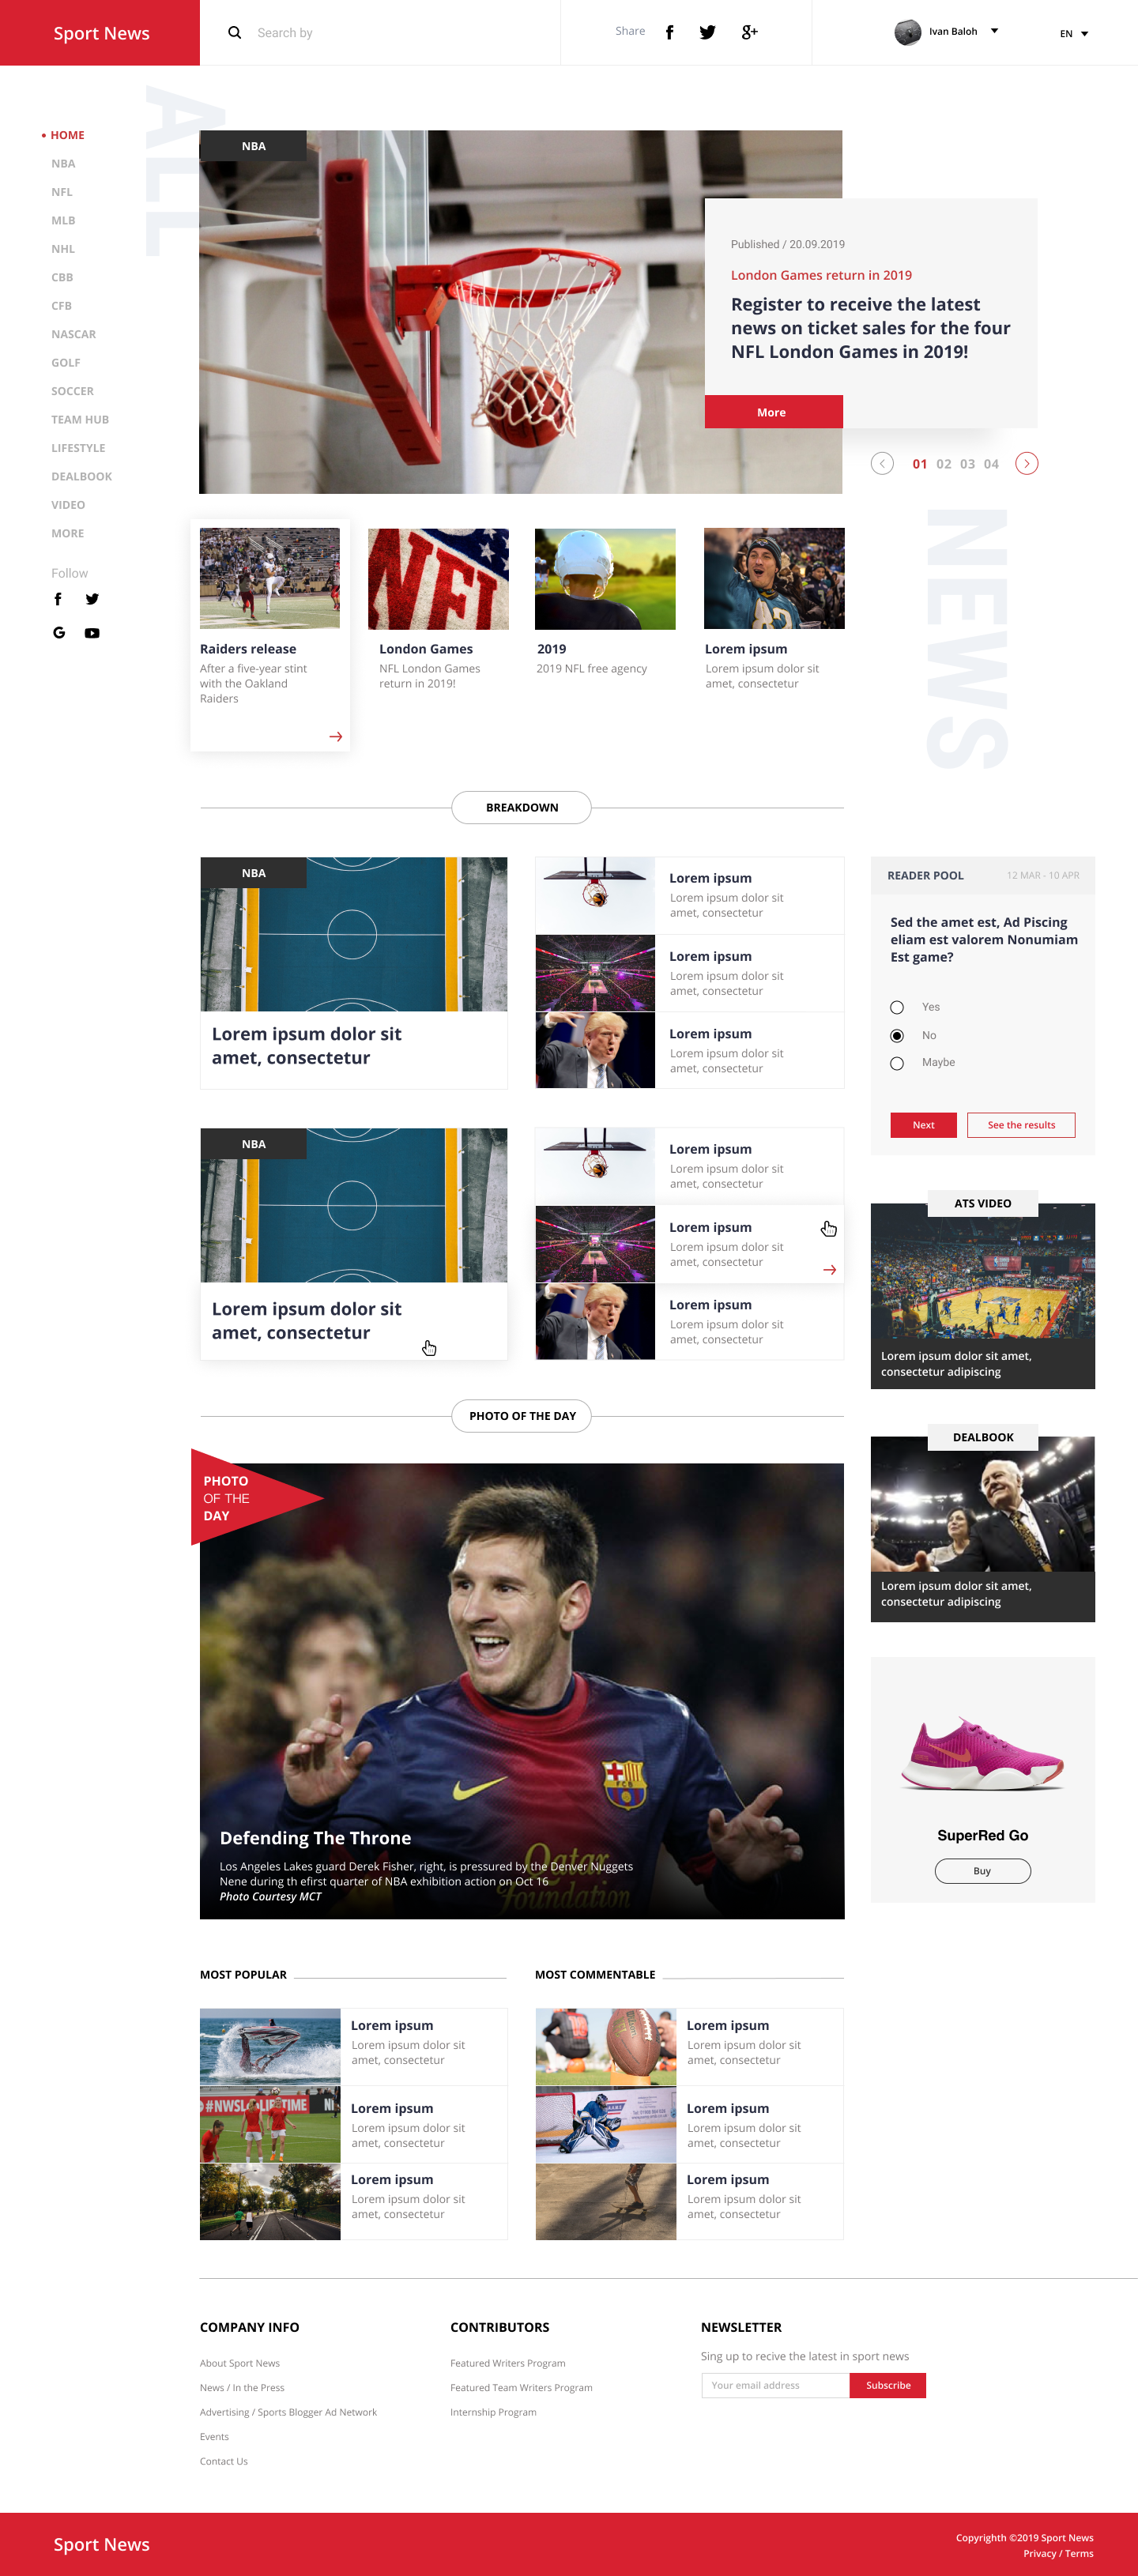 Sport News
Search by
Share
Ivan Baloh
EN
ALL
HOME
NBA
NFL
MLB
NHL
CBB
CFB
NASCAR
GOLF
SOCCER
TEAM HUB
LIFESTYLE
DEALBOOK
VIDEO
MORE
Follow
NBA
Published / 20.09.2019
London Games return in 2019
Register to receive the latest
news on ticket sales for the four
NFL London Games in 2019!
More
01 02 03 04
NEWS
Raiders release
After a five-year stint
with the Oakland
Raiders
London Games
NFL London Games
return in 2019!
2019
2019 NFL free agency
Lorem ipsum
Lorem ipsum dolor sit
amet, consectetur
BREAKDOWN
NBA
Lorem ipsum dolor sit
amet, consectetur
Lorem ipsum
Lorem ipsum dolor sit
amet, consectetur
Lorem ipsum
Lorem ipsum dolor sit
amet, consectetur
Lorem ipsum
Lorem ipsum dolor sit
amet, consectetur
NBA
Lorem ipsum dolor sit
amet, consectetur
Lorem ipsum
Lorem ipsum dolor sit
amet, consectetur
Lorem ipsum
Lorem ipsum dolor sit
amet, consectetur
Lorem ipsum
Lorem ipsum dolor sit
amet, consectetur
READER POOL
12 MAR - 10 APR
Sed the amet est, Ad Piscing
eliam est valorem Nonumiam
Est game?
Yes
No
Maybe
Next
See the results
ATS VIDEO
Lorem ipsum dolor sit amet,
consectetur adipiscing
DEALBOOK
Lorem ipsum dolor sit amet,
consectetur adipiscing
SuperRed Go
Buy
PHOTO OF THE DAY
PHOTO
OF THE
DAY
FCB
Qatar
Foundation
Defending The Throne
Los Angeles Lakes guard Derek Fisher, right, is pressured by the Denver Nuggets
Nene during th efirst quarter of NBA exhibition action on Oct 16
Photo Courtesy MCT
MOST POPULAR
Lorem ipsum
Lorem ipsum dolor sit
amet, consectetur
#NWSL
Lorem ipsum
Lorem ipsum dolor sit
amet, consectetur
Lorem ipsum
Lorem ipsum dolor sit
amet, consectetur
MOST COMMENTABLE
Lorem ipsum
Lorem ipsum dolor sit
amet, consectetur
Lorem ipsum
Lorem ipsum dolor sit
amet, consectetur
Lorem ipsum
Lorem ipsum dolor sit
amet, consectetur
COMPANY INFO
About Sport News
News / In the Press
Advertising / Sports Blogger Ad Network
Events
Contact Us
CONTRIBUTORS
Featured Writers Program
Featured Team Writers Program
Internship Program
NEWSLETTER
Sing up to recive the latest in sport news
Your email address
Subscribe
Sport News
Copyrighth ©2019 Sport News
Privacy / Terms